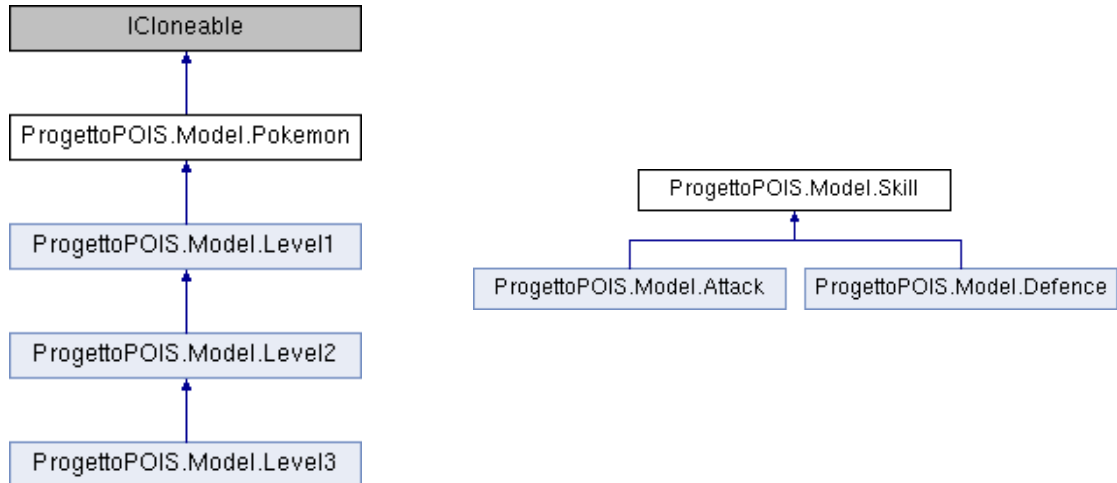 ICloneable
ProgettoPOIS.Model.Pokemon
ProgettoPOIS.Model.Level1
ProgettoPOIS.Model.Level2
ProgettoPOIS.Model.Level3
ProgettoPOIS.Model.Skill
ProgettoPOIS.Model.Attack
ProgettoPOIS.Model.Defence